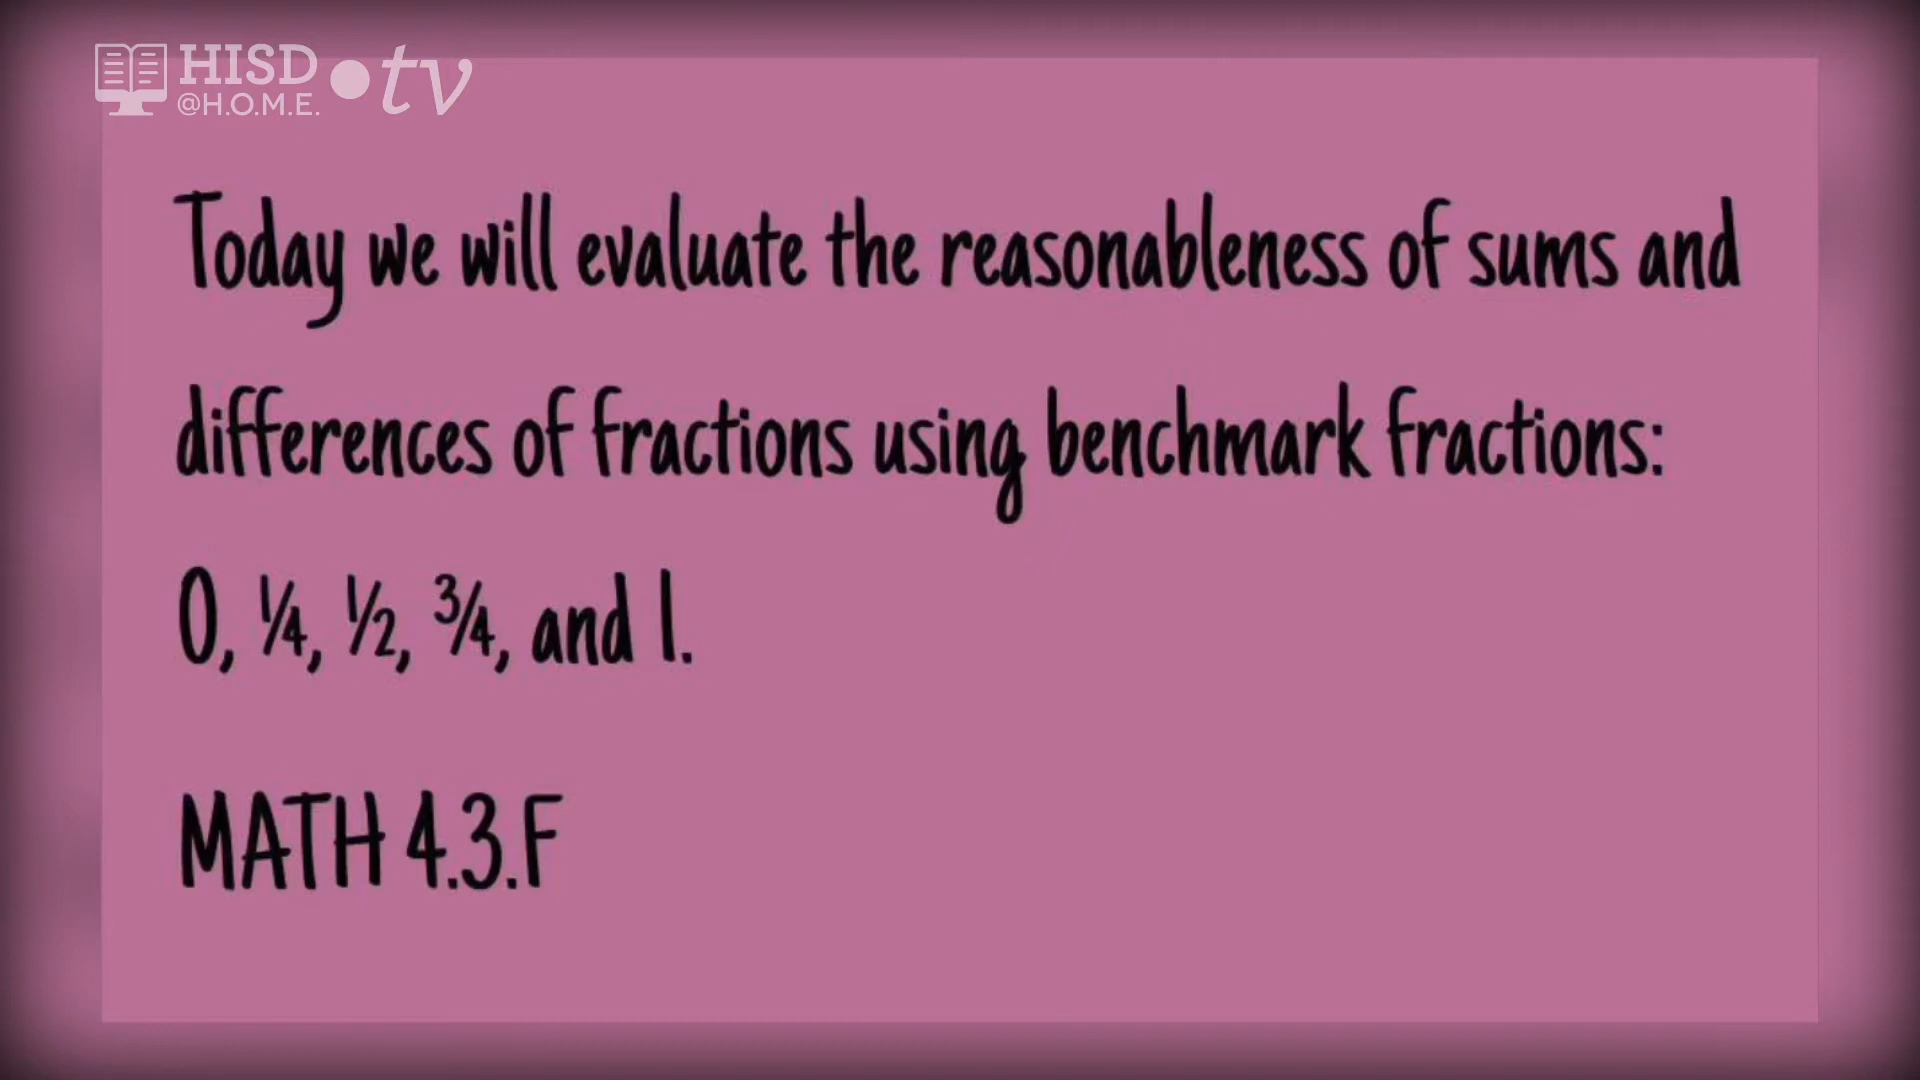 HISD
@H.O.M.E.
tv
Today we will evaluate the reasonableness of sums and
differences of fractions using benchmark fractions:
0, ¼, ½, ¾, and 1.
MATH 4.3.F